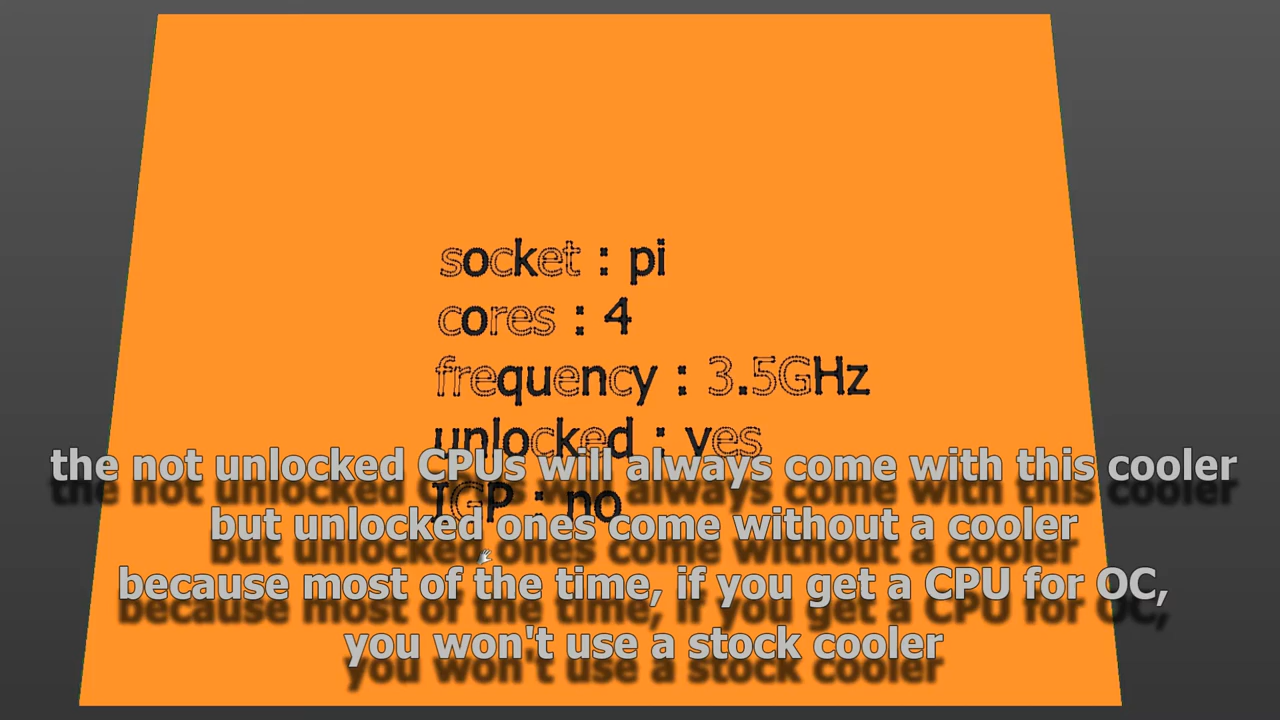 socket : pi
cores : 4
frequency : 3.5GHz
unlocked : yes
IGP : no
the not unlocked CPUs will always come with this cooler
but unlocked ones come without a cooler
because most of the time, if you get a CPU for OC,
you won't use a stock cooler